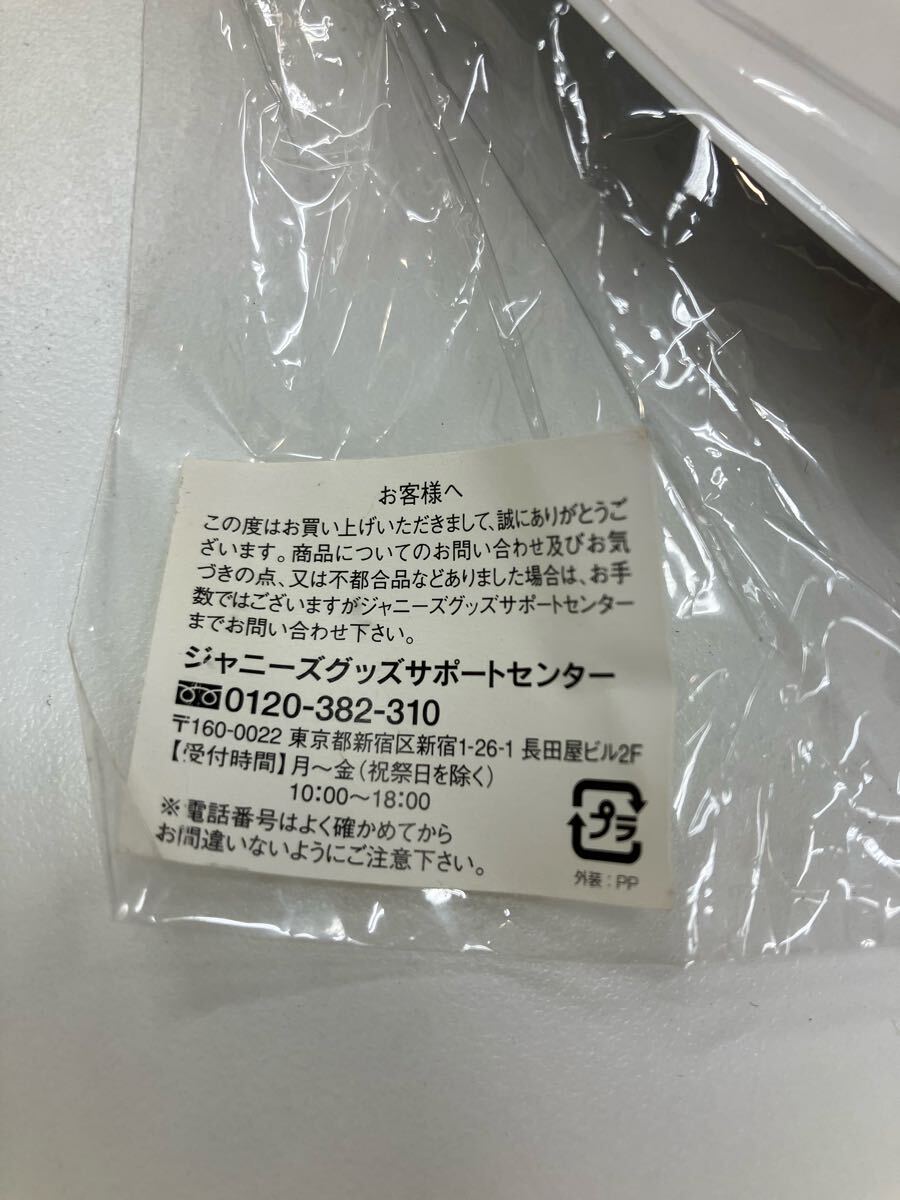 お客様へ
この度はお買い上げいただきまして、誠にありがとうご
ざいます。商品についてのお問い合わせ及びお気
づきの点、又は不都合品などありました場合は、お手
数ではございますがジャニーズグッズサポートセンター
までお問い合わせ下さい。
ジャニーズグッズサポートセンター
0120-382-310
〒160-0022 東京都新宿区新宿1-26-1 長田屋ビル2F
【受付時間】月〜金(祝祭日を除く)
10:00〜18:00
※電話番号はよく確かめてから
お間違いないようにご注意下さい。
プラ
外装:PP